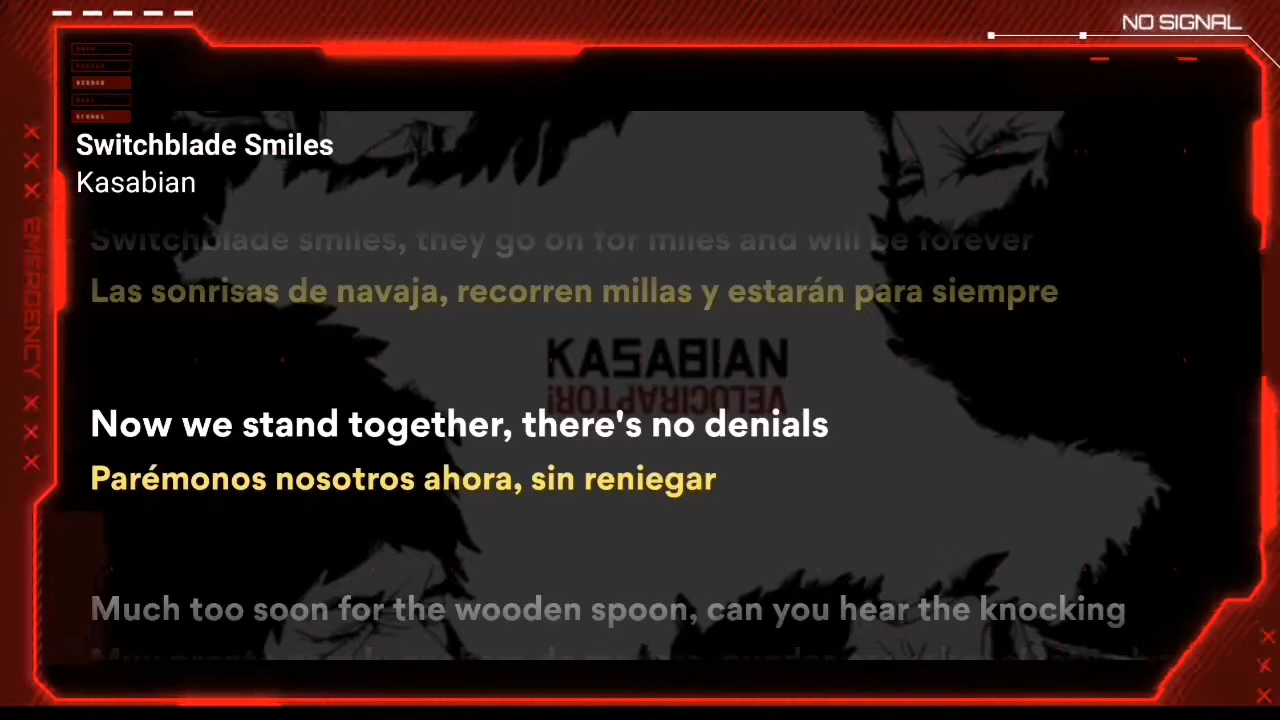 NO SIGNAL
ERROR
SIGNAL
Switchblade Smiles
Kasabian
Switchblade smiles, they go on for miles and will be forever
Las sonrisas de navaja, recorren millas y estarán para siempre
KASABIAN
VELOCIRAPTOR!
Now we stand together, there's no denials
Parémonos nosotros ahora, sin reniegar
Much too soon for the wooden spoon, can you hear the knocking
EMERGENCY